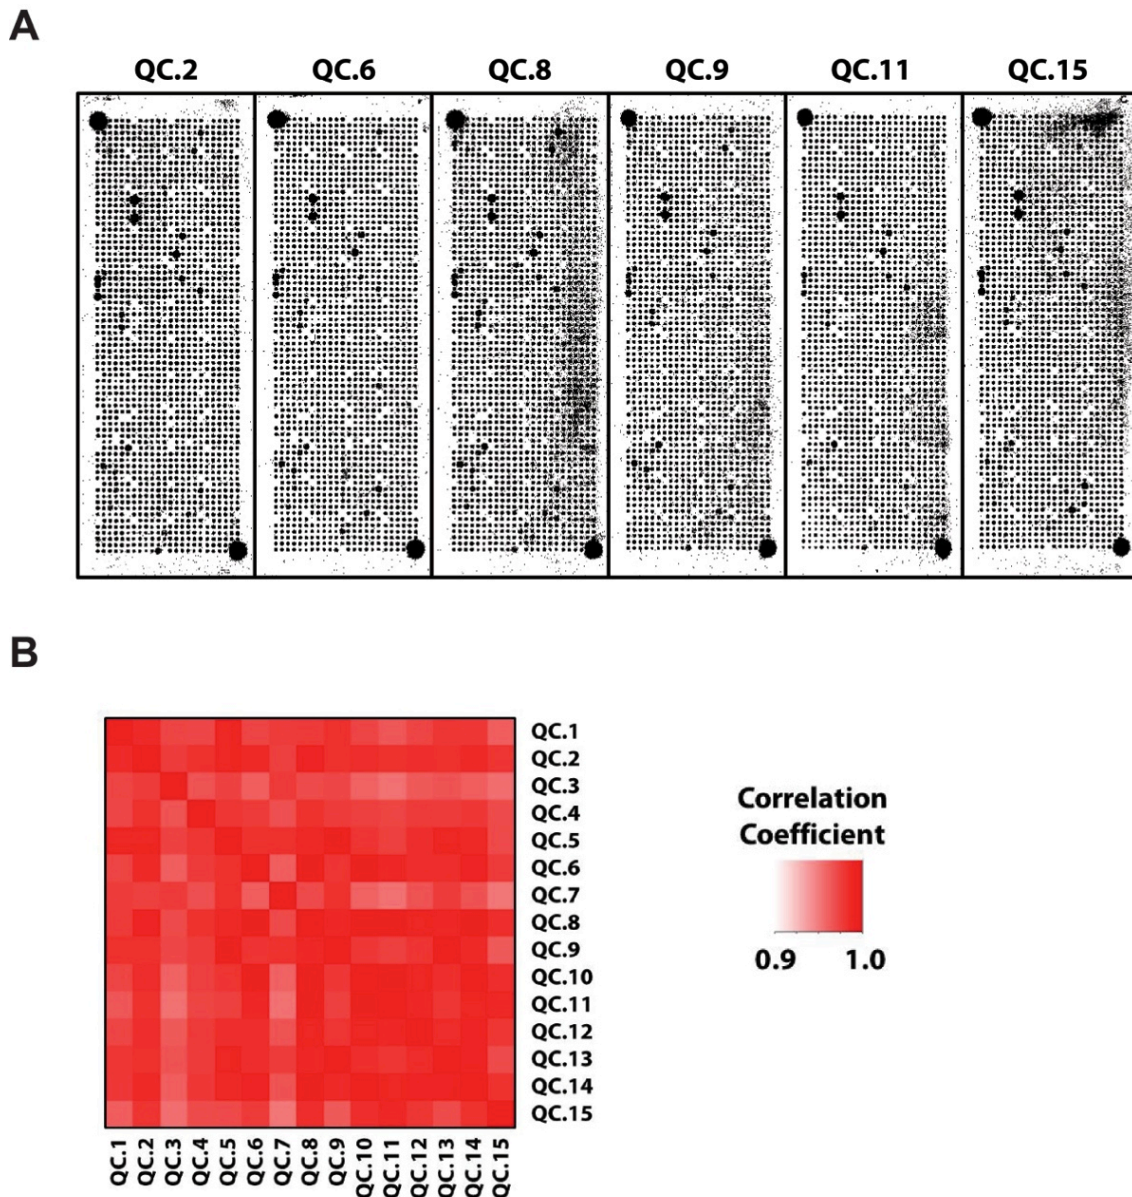 A
QC.2 QC.6 QC.8 QC.9 QC.11 QC.15
B
QC.1
QC.2
QC.3
QC.4
QC.5
QC.6
QC.7
QC.8
QC.9
QC.10
QC.11
QC.12
QC.13
QC.14
QC.15
QC.1 QC.2 QC.3 QC.4 QC.5 QC.6 QC.7 QC.8 QC.9 QC.10 QC.11 QC.12 QC.13 QC.14 QC.15
Correlation
Coefficient
0.9 1.0